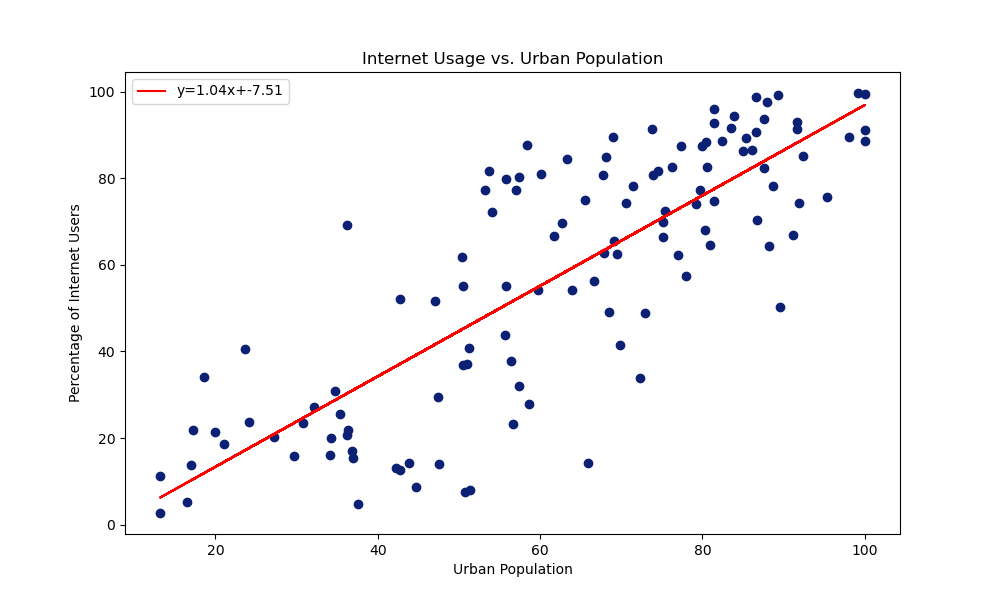 Internet Usage vs. Urban Population
y=1.04x+-7.51
Percentage of Internet Users
100
80
60
40
20
0
20 40 60 80 100
Urban Population